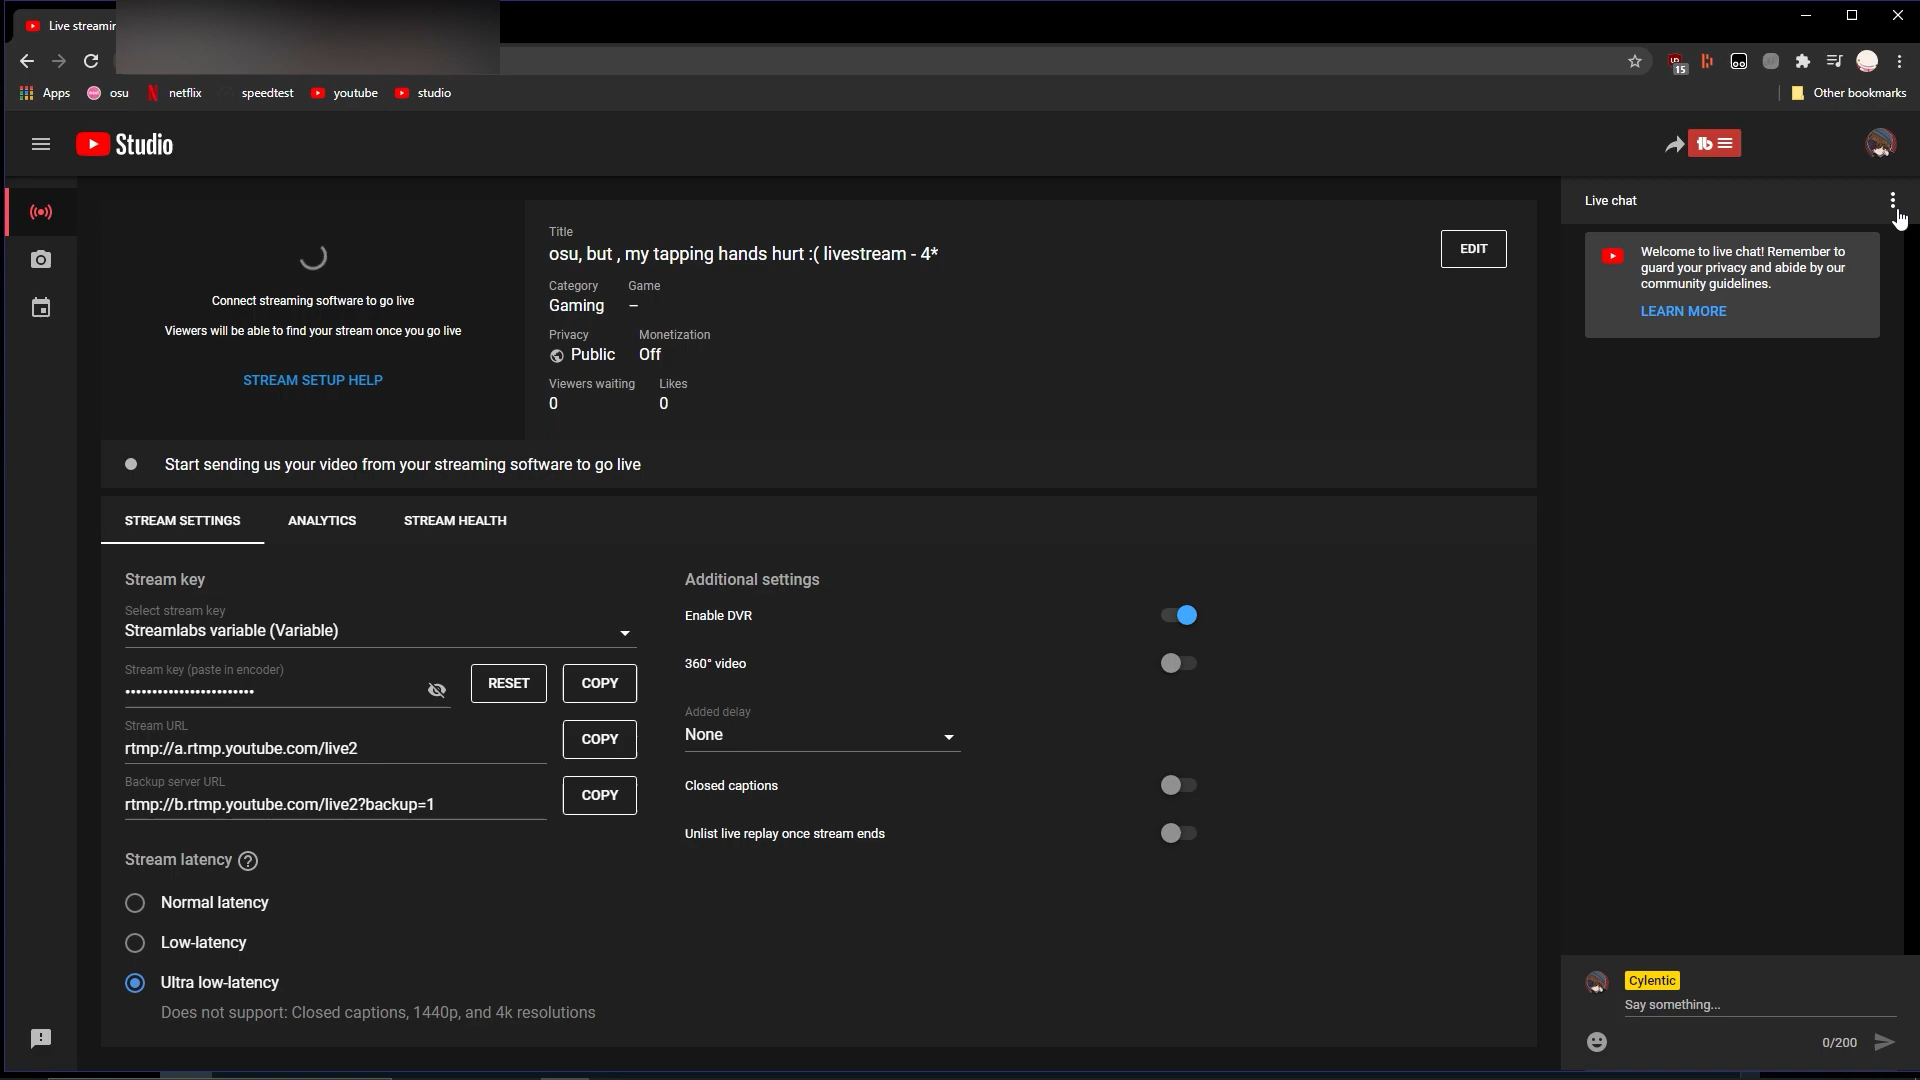 Live streamin
15
Apps
osu
netflix
speedtest
youtube
studio
Other bookmarks
Studio
tb
Live chat
Title
osu, but , my tapping hands hurt :( livestream - 4*
EDIT
Category
Game
Gaming
–
Privacy
Monetization
Public
Off
Viewers waiting
Likes
0
0
Connect streaming software to go live
Viewers will be able to find your stream once you go live
STREAM SETUP HELP
Welcome to live chat! Remember to
guard your privacy and abide by our
community guidelines.
LEARN MORE
Start sending us your video from your streaming software to go live
STREAM SETTINGS
ANALYTICS
STREAM HEALTH
Stream key
Select stream key
Streamlabs variable (Variable)
Stream key (paste in encoder)
••••••••••••••••••••••••
RESET
COPY
Stream URL
rtmp://a.rtmp.youtube.com/live2
COPY
Backup server URL
rtmp://b.rtmp.youtube.com/live2?backup=1
COPY
Stream latency
?
Normal latency
Low-latency
Ultra low-latency
Does not support: Closed captions, 1440p, and 4k resolutions
Additional settings
Enable DVR
360° video
Added delay
None
Closed captions
Unlist live replay once stream ends
Cylentic
Say something...
0/200